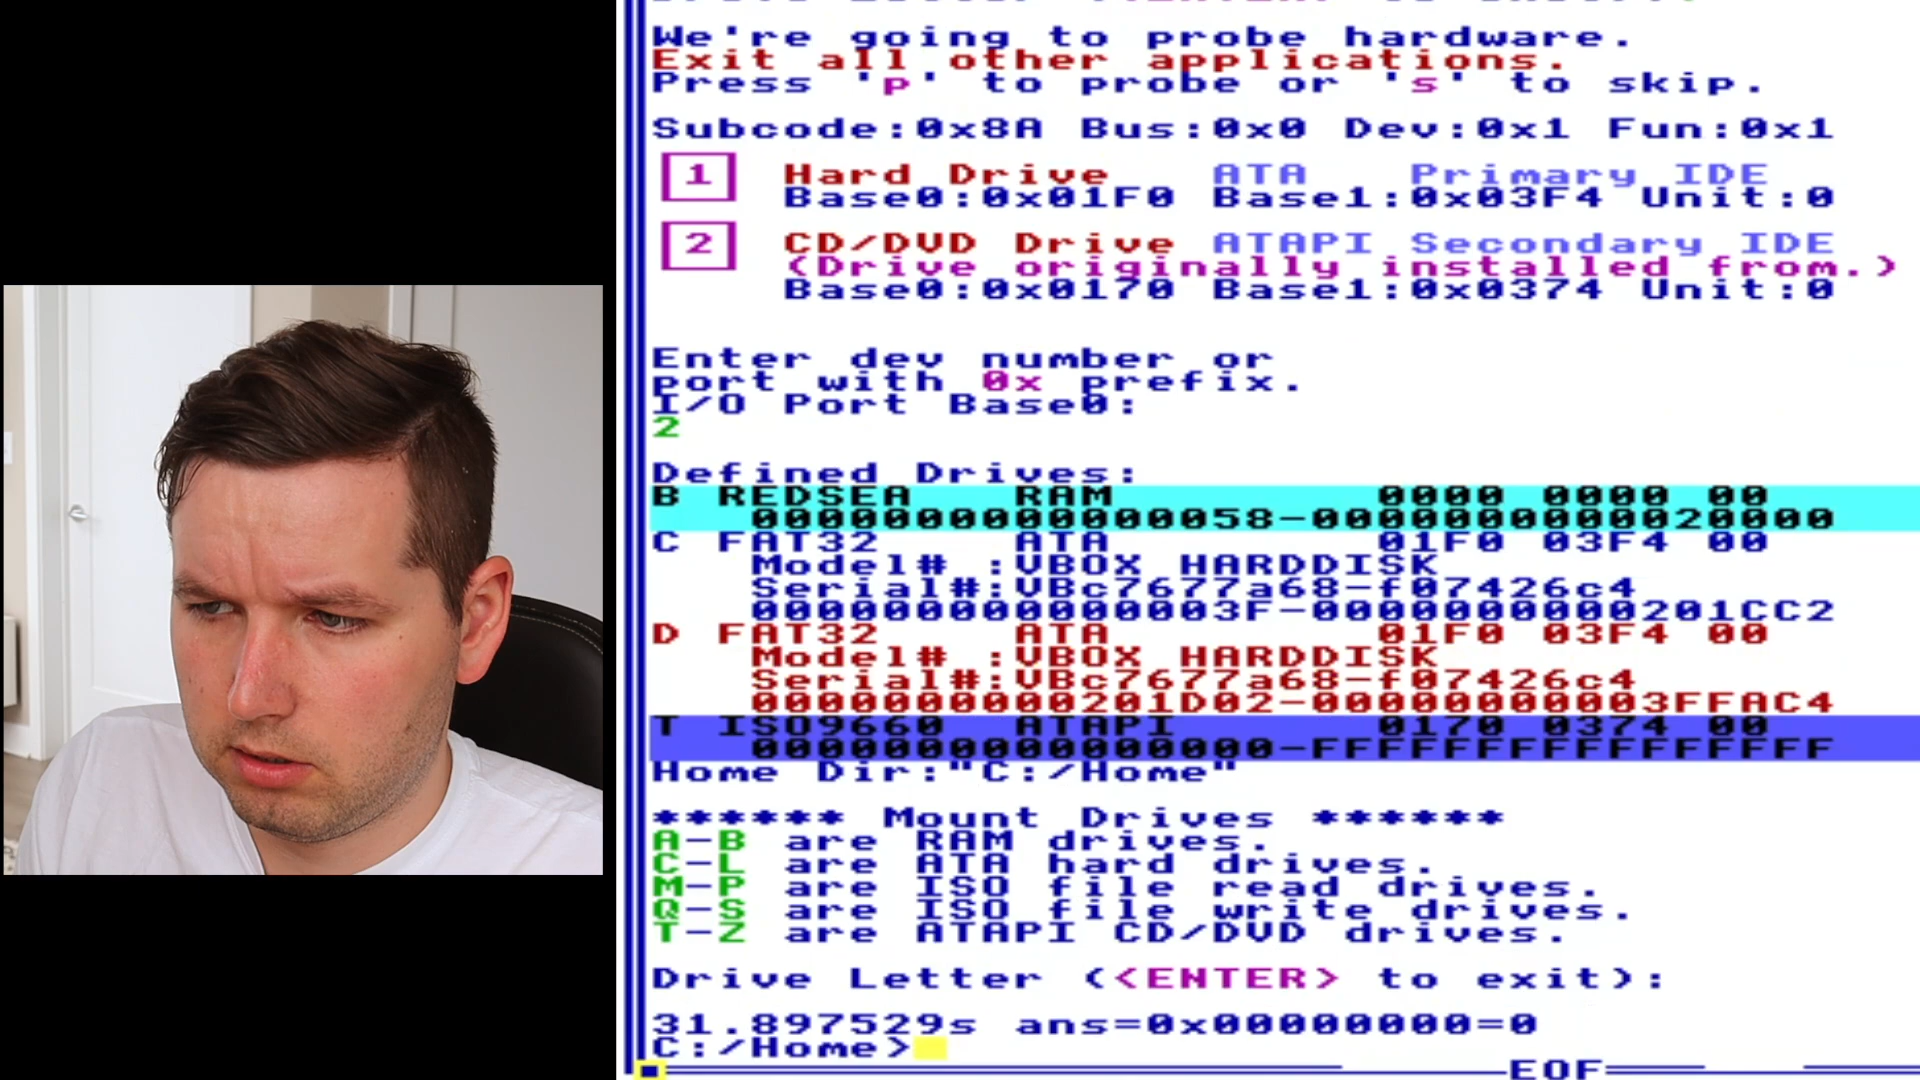 We're going to probe hardware.
Exit all other applications.
Press 'p' to probe or 's' to skip.
Subcode:0x8A Bus:0x0 Dev:0x1 Fun:0x1
1 Hard Drive ATA Primary IDE
Base0:0x01F0 Base1:0x03F4 Unit:0
2 CD/DVD Drive ATAPI Secondary IDE
(Drive originally installed from.)
Base0:0x0170 Base1:0x0374 Unit:0
Enter dev number or
port with 0x prefix.
I/O Port Base0:
2
Defined Drives:
B REDSEA RAM 0000 0000 00
0000000000000058-0000000000020000
C FAT32 ATA 01F0 03F4 00
Model# :VBOX HARDDISK
Serial#:VBc7677a68-f07426c4
000000000000003F-000000000201CC2
D FAT32 ATA 01F0 03F4 00
Model# :VBOX HARDDISK
Serial#:VBc7677a68-f07426c4
000000000201D02-00000000003FFAC4
T ISO9660 ATAPI 0170 0374 00
0000000000000000-FFFFFFFFFFFFFFFF
Home Dir:"C:/Home"
****** Mount Drives ******
A-B are RAM drives.
C-L are ATA hard drives.
M-P are ISO file read drives.
Q-S are ISO file write drives.
T-Z are ATAPI CD/DVD drives.
Drive Letter (<ENTER> to exit):
31.897529s ans=0x00000000=0
C:/Home>
EOF